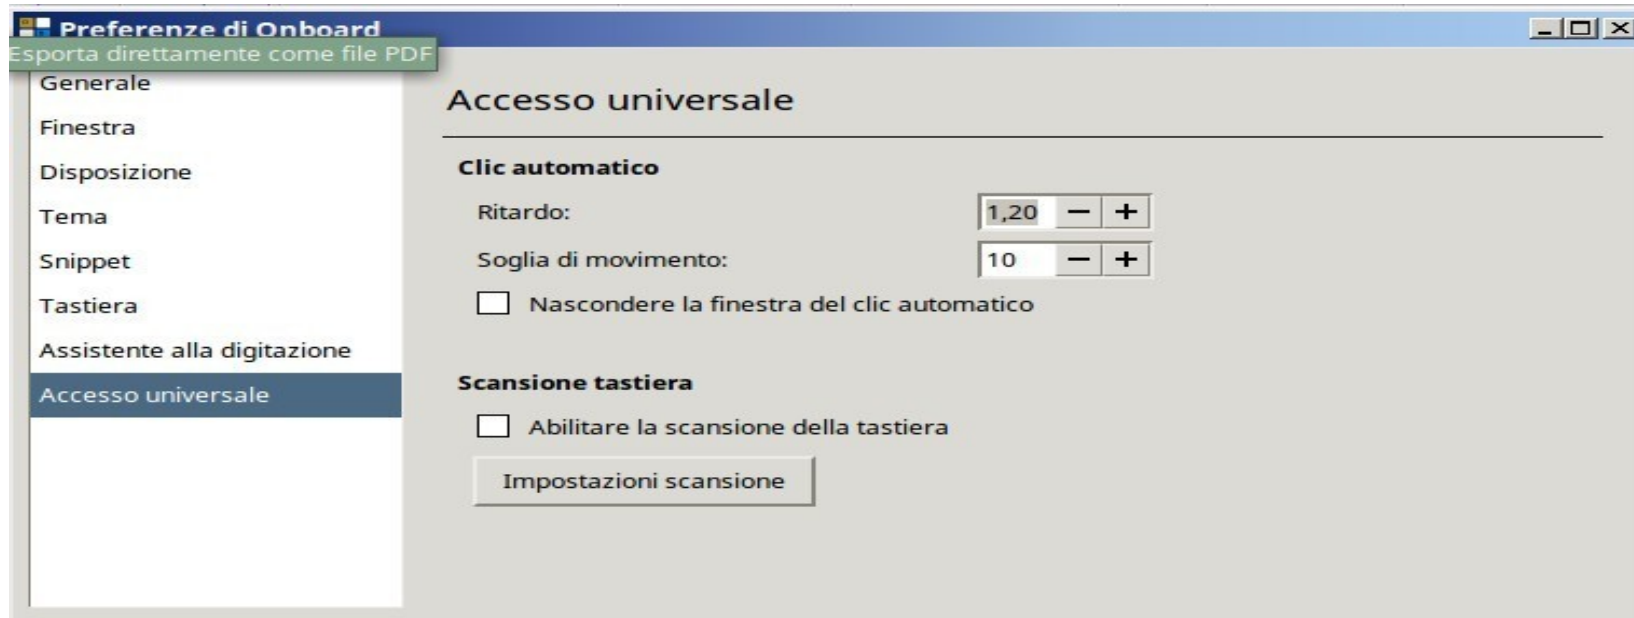 Preferenze di Onboard
Esporta direttamente come file PDF
Generale
Finestra
Disposizione
Tema
Snippet
Tastiera
Assistente alla digitazione
Accesso universale
Accesso universale
Clic automatico
Ritardo: 1,20 − +
Soglia di movimento: 10 − +
Nascondere la finestra del clic automatico
Scansione tastiera
Abilitare la scansione della tastiera
Impostazioni scansione